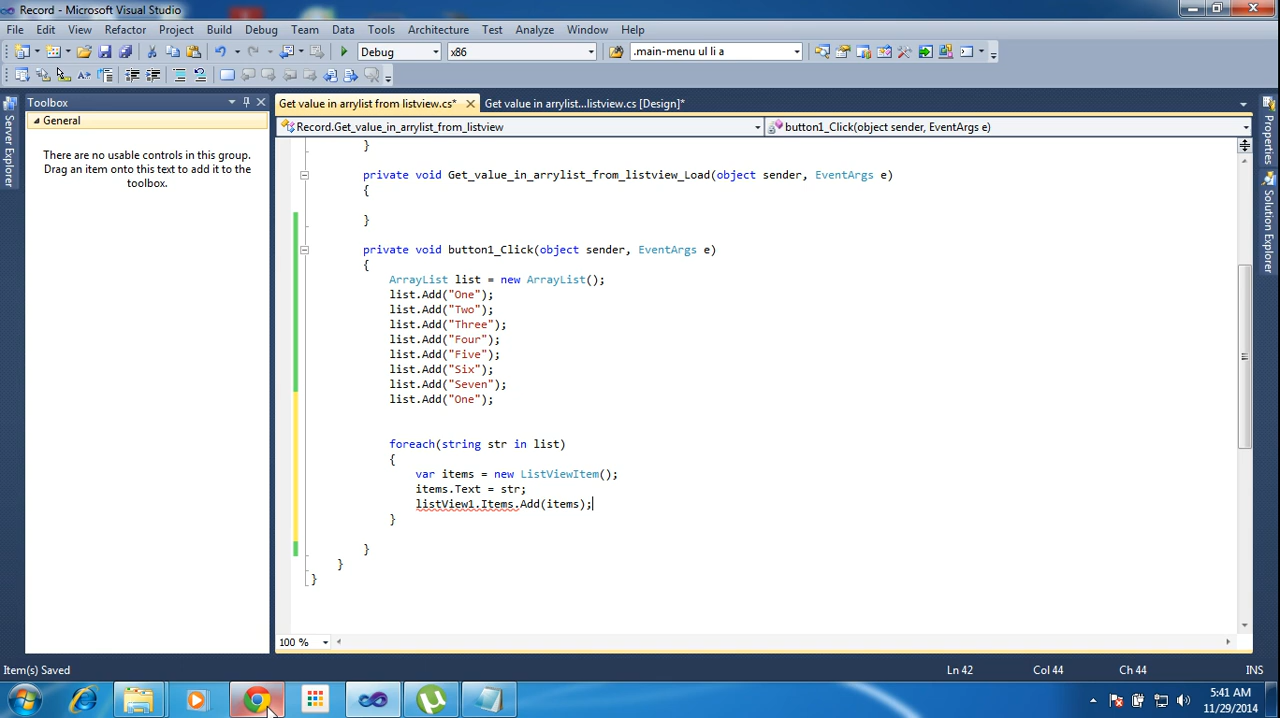 Record - Microsoft Visual Studio
File Edit View Refactor Project Build Debug Team Data Tools Architecture Test Analyze Window Help
Debug x86 .main-menu ul li a
Toolbox
General
There are no usable controls in this group.
Drag an item onto this text to add it to the
toolbox.
Server Explorer
Get value in arrylist from listview.cs* Get value in arrylist...listview.cs [Design]*
Record.Get_value_in_arrylist_from_listview button1_Click(object sender, EventArgs e)
}
private void Get_value_in_arrylist_from_listview_Load(object sender, EventArgs e)
{
}
private void button1_Click(object sender, EventArgs e)
{
ArrayList list = new ArrayList();
list.Add("One");
list.Add("Two");
list.Add("Three");
list.Add("Four");
list.Add("Five");
list.Add("Six");
list.Add("Seven");
list.Add("One");
foreach(string str in list)
{
var items = new ListViewItem();
items.Text = str;
listView1.Items.Add(items);
}
}
}
}
Properties
Solution Explorer
100 %
Item(s) Saved Ln 42 Col 44 Ch 44 INS
5:41 AM
11/29/2014